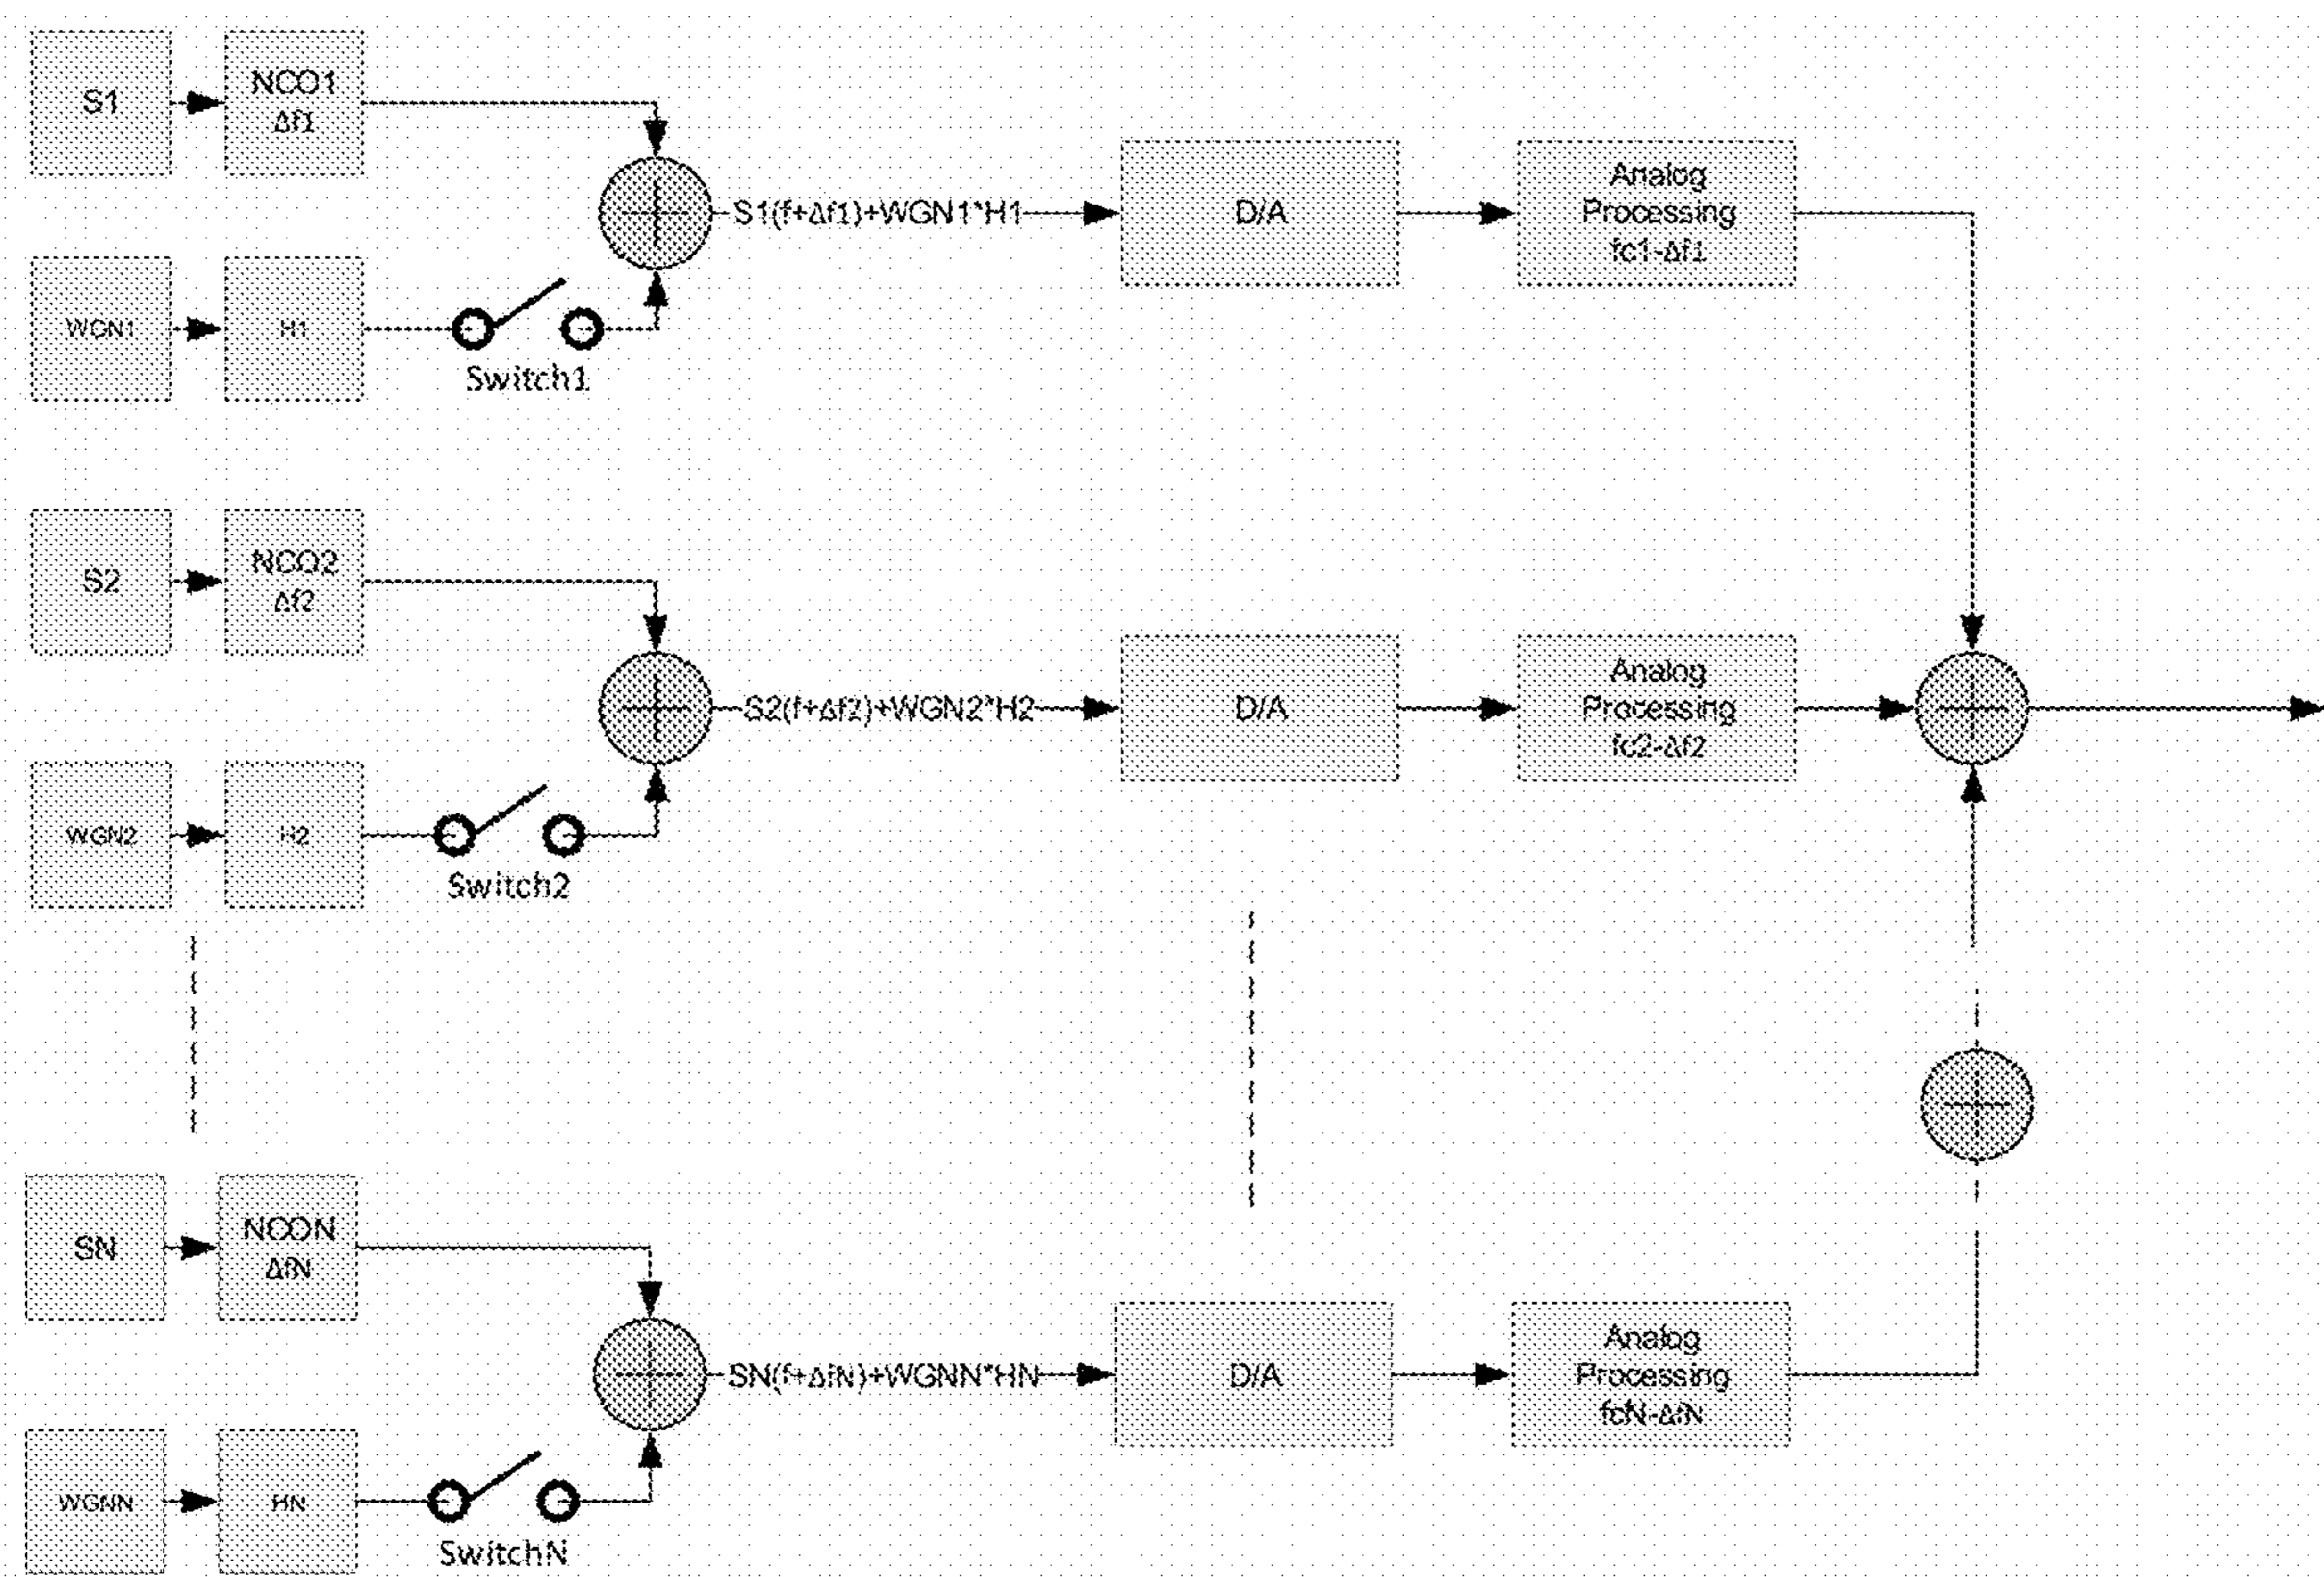 S1
NCO1
Δf1
S1(f+Δf1)+WGN1*H1
D/A
Analog
Processing
fc1-Δf1
WGN1
H1
Switch1
S2
NCO2
Δf2
S2(f+Δf2)+WGN2*H2
D/A
Analog
Processing
fc2-Δf2
WGN2
H2
Switch2
SN
NCON
ΔfN
SN(f+ΔfN)+WGNN*HN
D/A
Analog
Processing
fcN-ΔfN
WGNN
HN
SwitchN